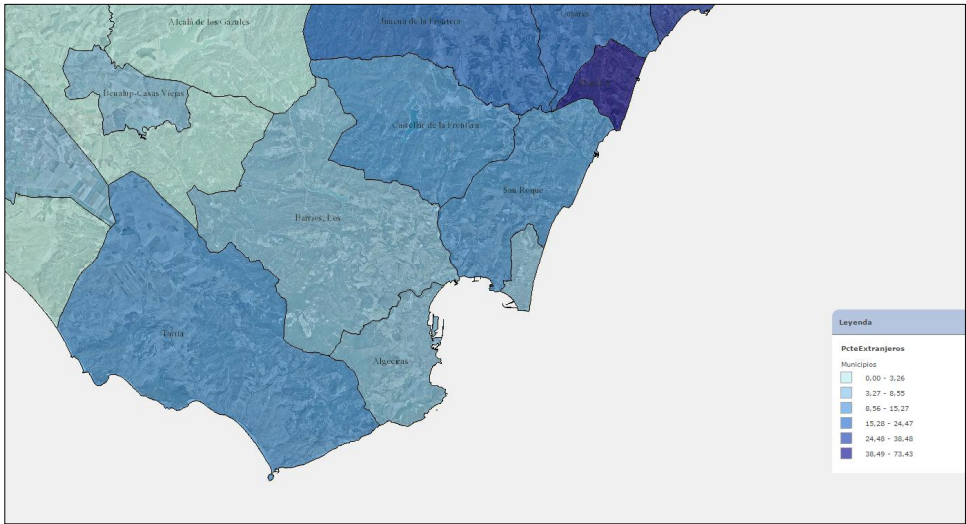 Alcalá de los Gazules
Jimena de la Frontera
Casares
Benalup-Casas Viejas
Castellar de la Frontera
San Roque
Barrios, Los
Tarifa
Algeciras
Leyenda
PcteExtranjeros
Municipios
0,00 - 3,26
3,27 - 8,55
8,56 - 15,27
15,28 - 24,47
24,48 - 38,48
38,49 - 73,43